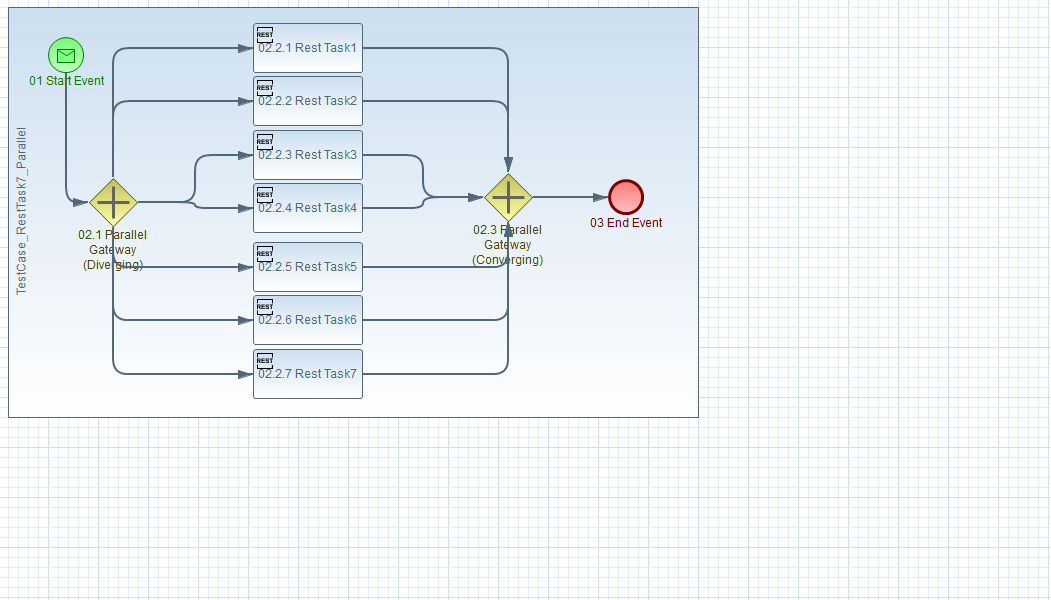 TestCase_RestTask7_Parallel
01 Start Event
REST
02.2.1 Rest Task1
REST
02.2.2 Rest Task2
REST
02.2.3 Rest Task3
REST
02.2.4 Rest Task4
REST
02.2.5 Rest Task5
REST
02.2.6 Rest Task6
REST
02.2.7 Rest Task7
02.1 Parallel
Gateway
(Diverging)
02.3 Parallel
Gateway
(Converging)
03 End Event